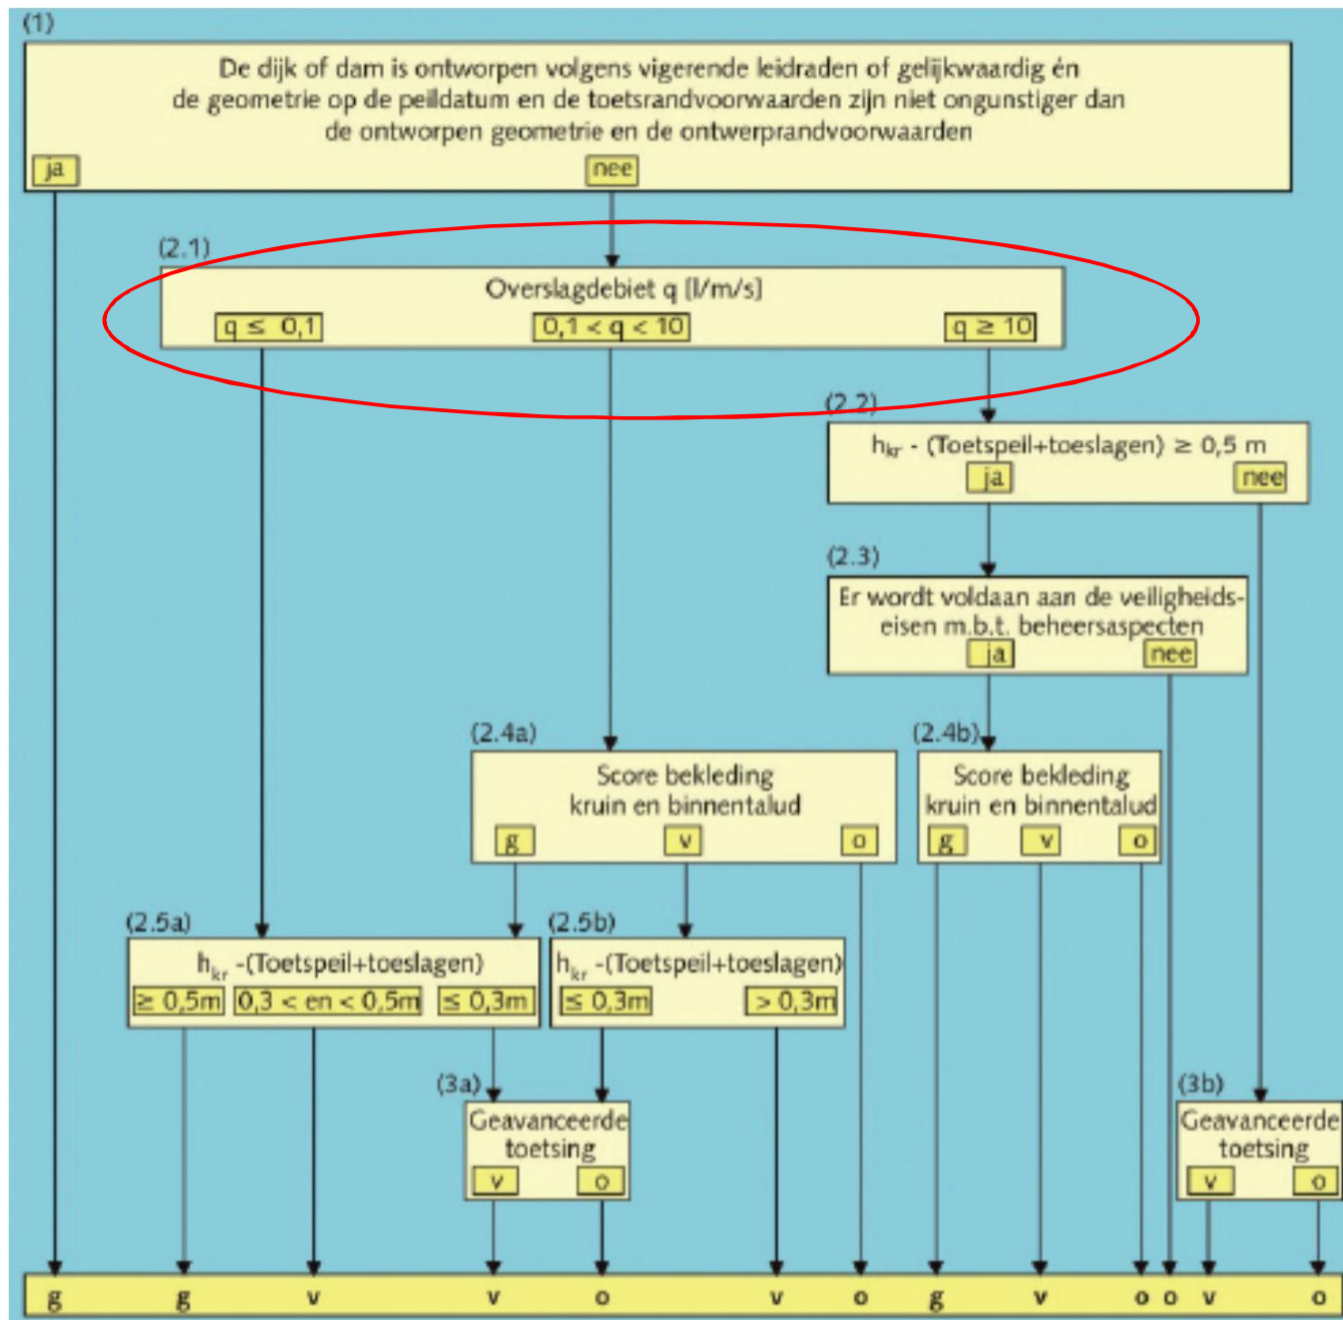 (1)
De dijk of dam is ontworpen volgens vigerende leidraden of gelijkwaardig én
de geometrie op de peildatum en de toetsrandvoorwaarden zijn niet ongunstiger dan
de ontworpen geometrie en de ontwerprandvoorwaarden
ja nee
(2.1)
Overslagdebiet q [l/m/s]
q ≤ 0,1 0,1 < q < 10 q ≥ 10
(2.2)
hkr - (Toetspeil+toeslagen) ≥ 0,5 m
ja nee
(2.3)
Er wordt voldaan aan de veiligheids-
eisen m.b.t. beheersaspecten
ja nee
(2.4a)
Score bekleding
kruin en binnentalud
g v o
(2.4b)
Score bekleding
kruin en binnentalud
g v o
(2.5a)
hkr -(Toetspeil+toeslagen)
≥ 0,5m 0,3 < en < 0,5m ≤ 0,3m
(2.5b)
hkr -(Toetspeil+toeslagen)
≤ 0,3m > 0,3m
(3a)
Geavanceerde
toetsing
v o
(3b)
Geavanceerde
toetsing
v o
g g v v o v o g v o o v o